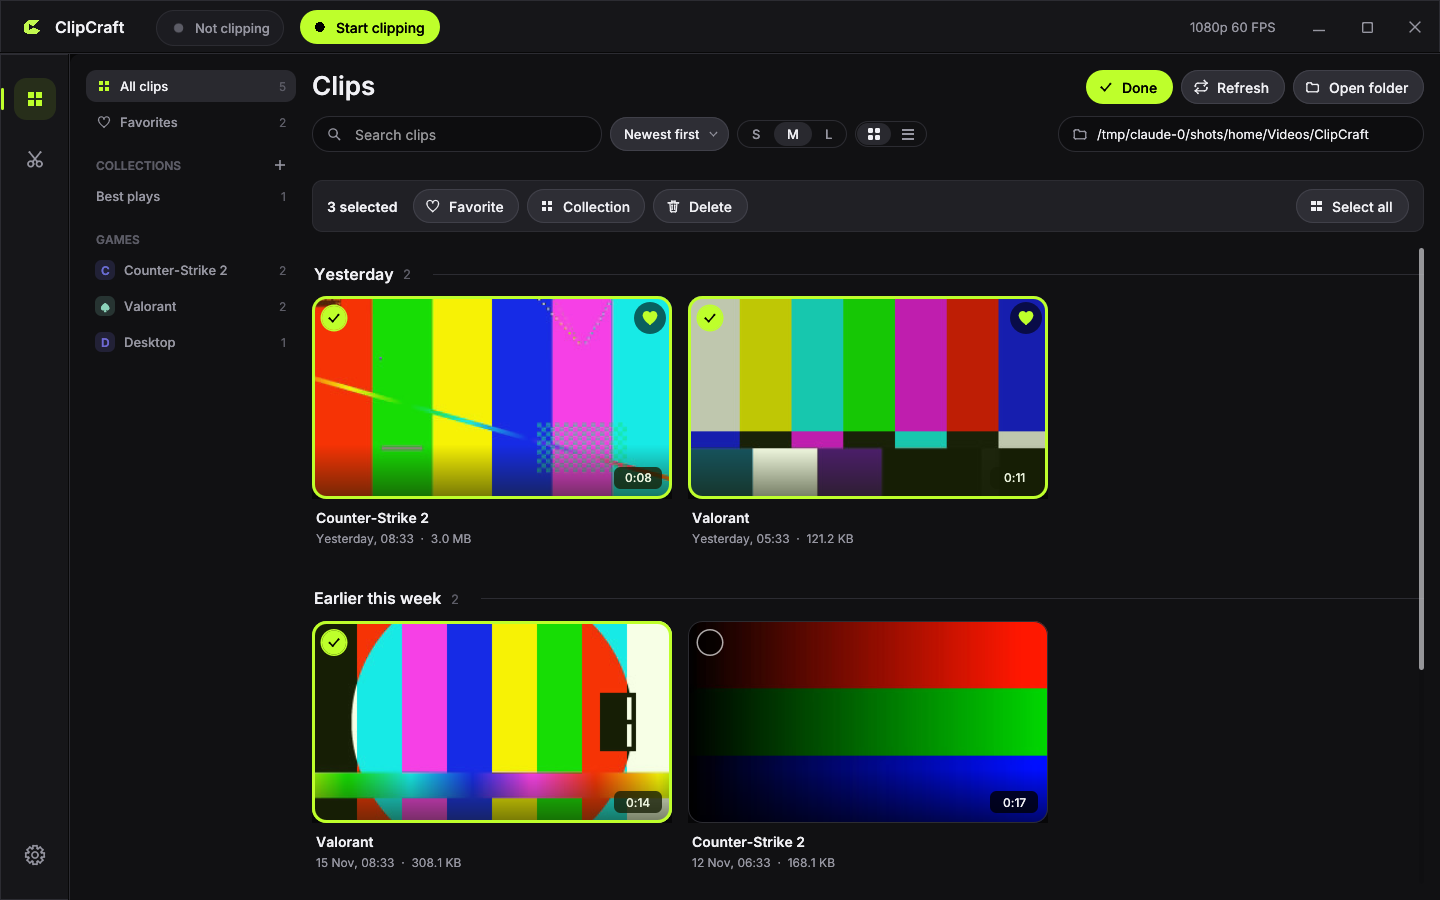 ClipCraft
Not clipping
Start clipping
1080p 60 FPS
All clips 5
Favorites 2
COLLECTIONS
Best plays 1
GAMES
Counter-Strike 2 2
Valorant 2
Desktop 1
Clips
Done
Refresh
Open folder
Search clips
Newest first
S M L
/tmp/claude-0/shots/home/Videos/ClipCraft
3 selected
Favorite
Collection
Delete
Select all
Yesterday 2
0:08
Counter-Strike 2
Yesterday, 08:33 · 3.0 MB
0:11
Valorant
Yesterday, 05:33 · 121.2 KB
Earlier this week 2
0:14
Valorant
15 Nov, 08:33 · 308.1 KB
0:17
Counter-Strike 2
12 Nov, 06:33 · 168.1 KB